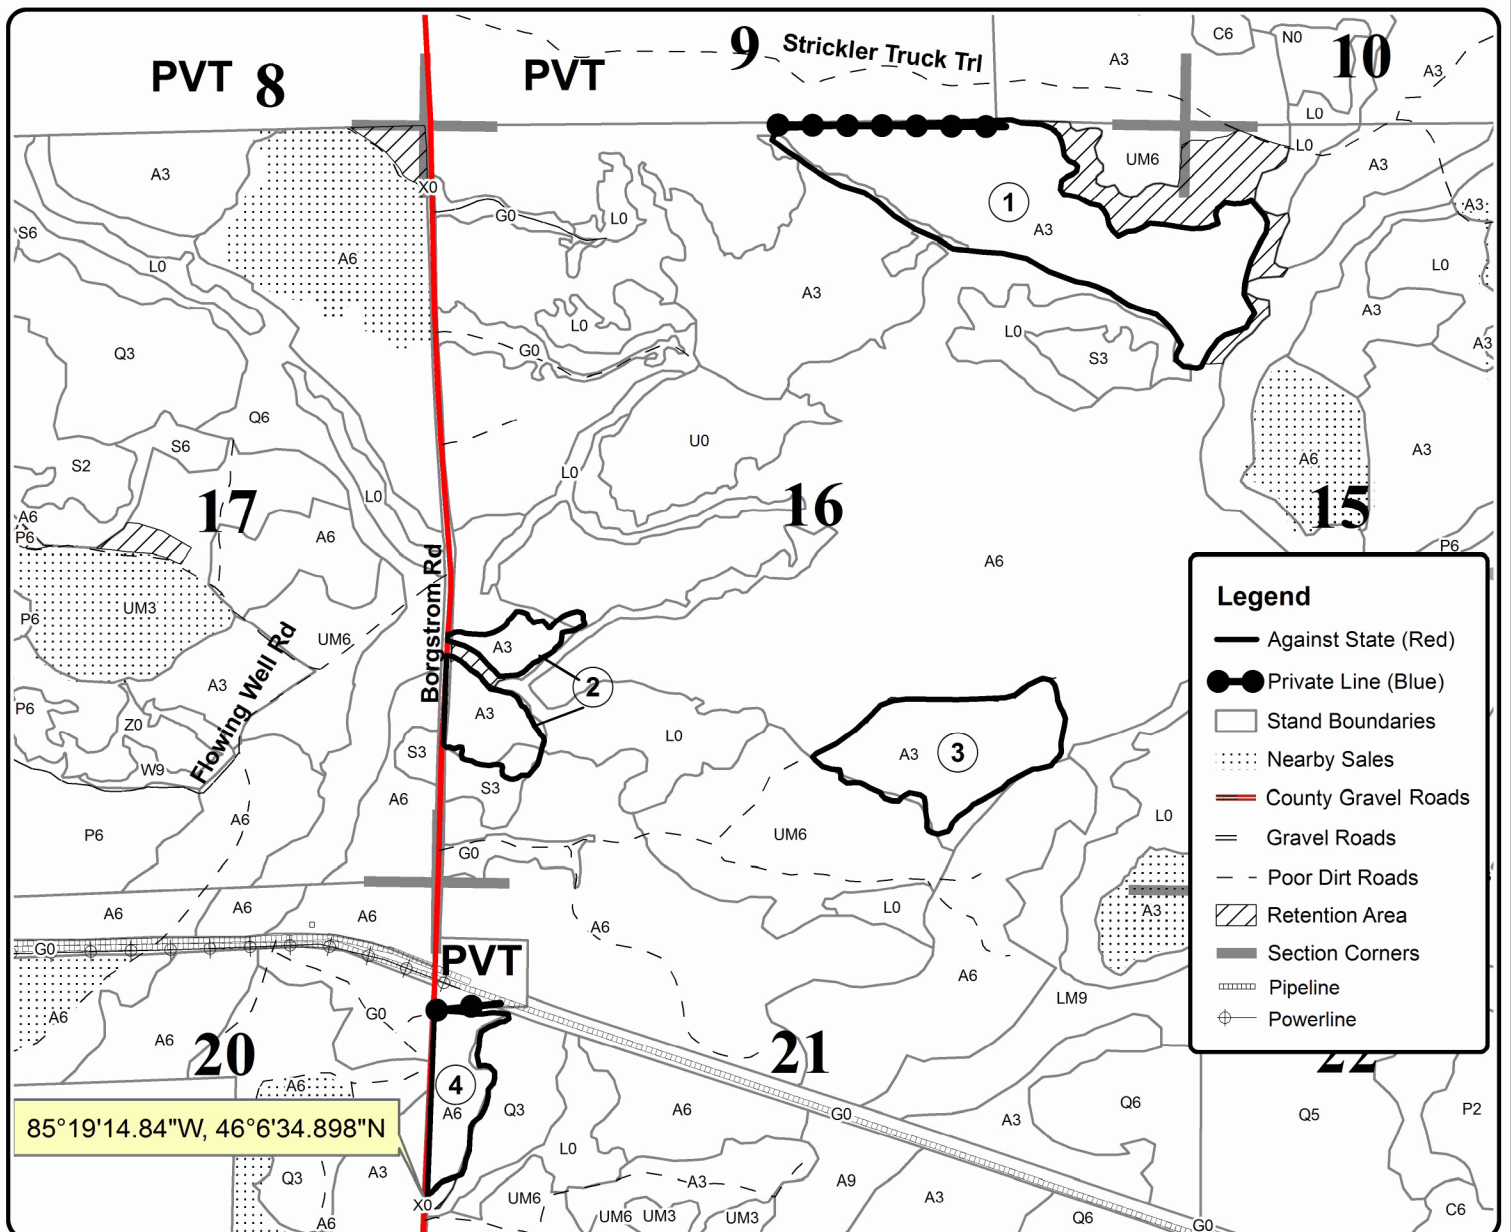 PVT 8
PVT
9
Strickler Truck Trl
C6
N0
10
A3
A3
L0
L0
A3
UM6
A3
X0
G0
L0
1
A3
A3
S6
L0
A6
A3
L0
A3
L0
G0
L0
S3
A3
Q3
Q6
S6
S2
U0
A3
A6
L0
L0
17
16
15
A6
P6
A6
A6
P6
UM3
P6
UM6
Borgstrom Rd
Flowing Well Rd
A3
2
A3
A3
P6
Z0
W9
S3
S3
L0
A3
3
A6
A6
P6
G0
UM6
L0
L0
A3
A6
A6
A6
A6
G0
PVT
A6
LM9
A6
A6
G0
20
21
22
A6
4
A6
Q3
A6
G0
A3
Q6
Q5
P2
85°19'14.84"W, 46°6'34.898"N
L0
Q3
A3
X0
UM6
A3
A9
A3
A6
UM6
UM3
UM3
Q6
G0
C6
Legend
Against State (Red)
Private Line (Blue)
Stand Boundaries
Nearby Sales
County Gravel Roads
Gravel Roads
Poor Dirt Roads
Retention Area
Section Corners
Pipeline
Powerline